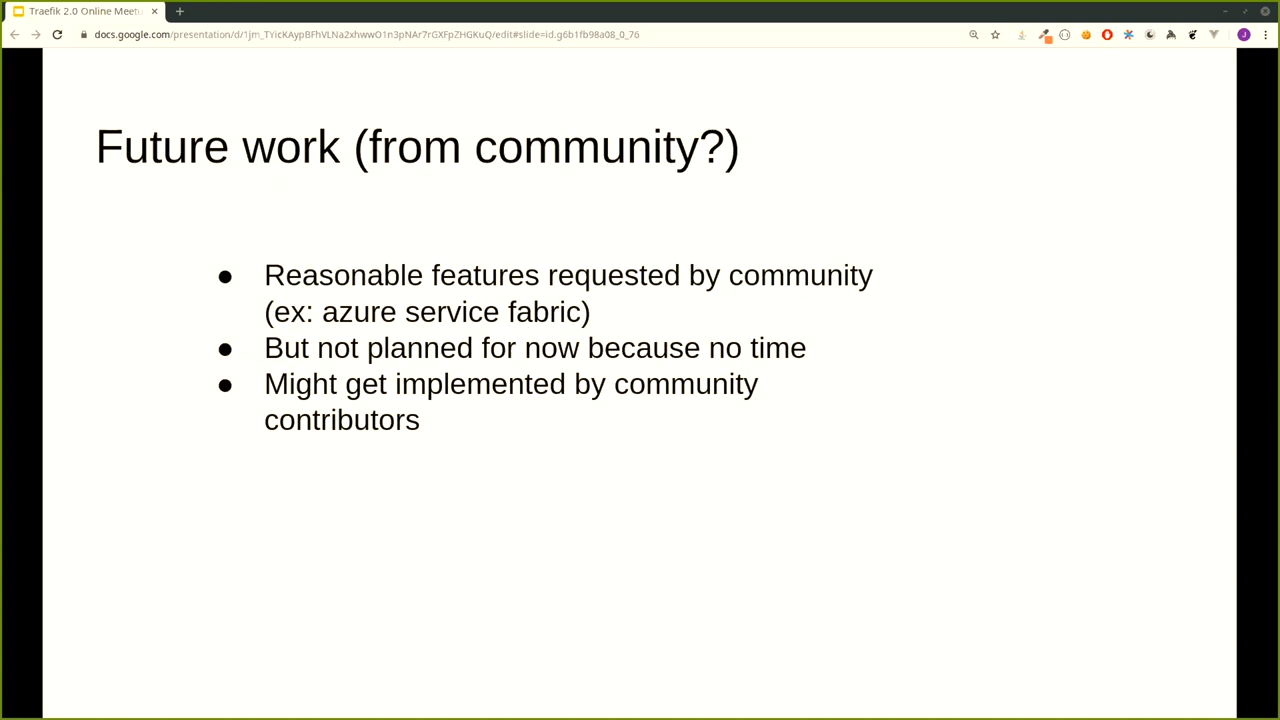 Traefik 2.0 Online Meetu
docs.google.com/presentation/d/1jm_TYicKAypBFhVLNa2xhwwO1n3pNAr7rGXFpZHGKuQ/edit#slide=id.g6b1fb98a08_0_76
J
Future work (from community?)
● Reasonable features requested by community
(ex: azure service fabric)
● But not planned for now because no time
● Might get implemented by community
contributors